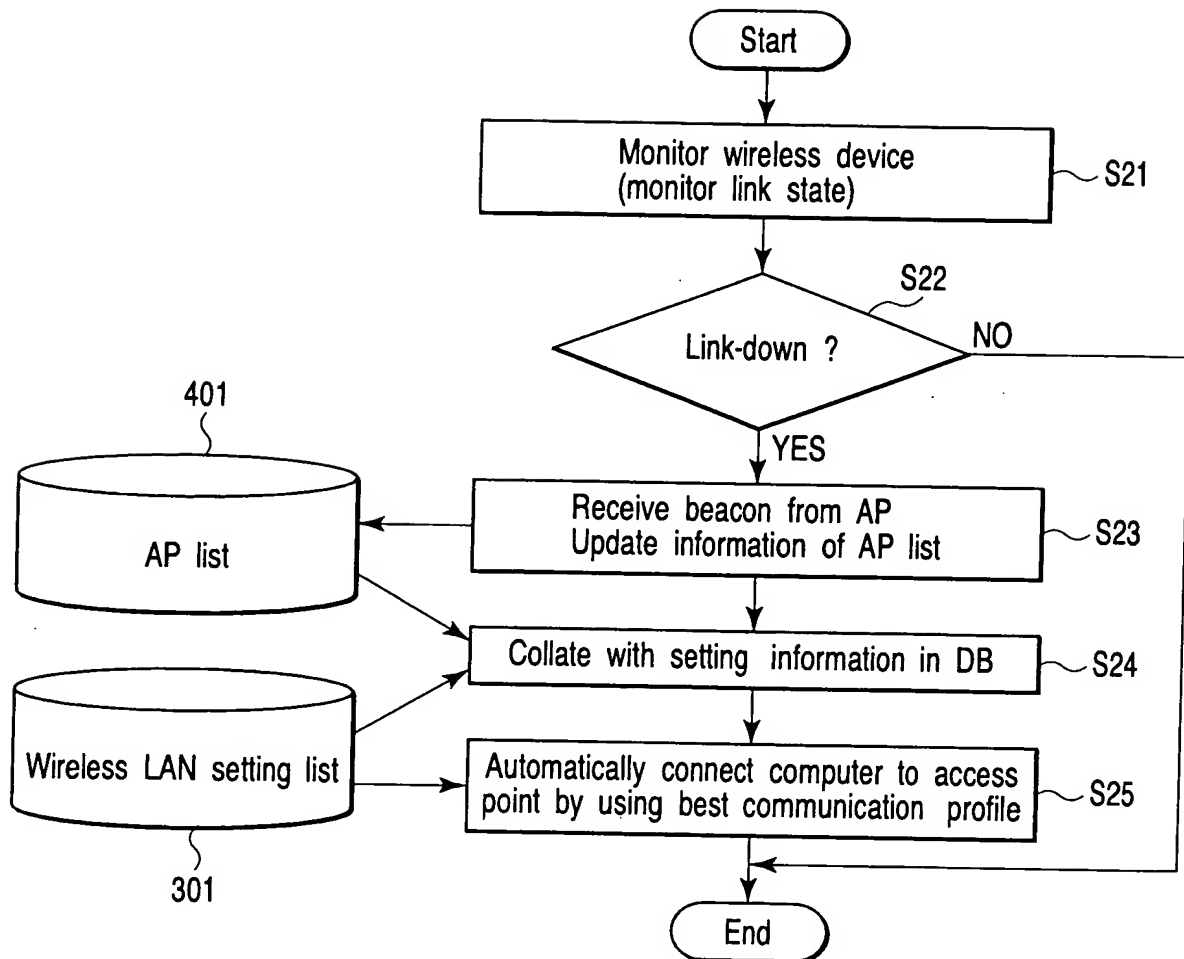 Start
Monitor wireless device
(monitor link state)
S21
S22
Link-down ?
NO
401
YES
AP list
Receive beacon from AP
Update information of AP list
S23
Collate with setting information in DB
S24
Wireless LAN setting list
Automatically connect computer to access
point by using best communication profile
S25
301
End